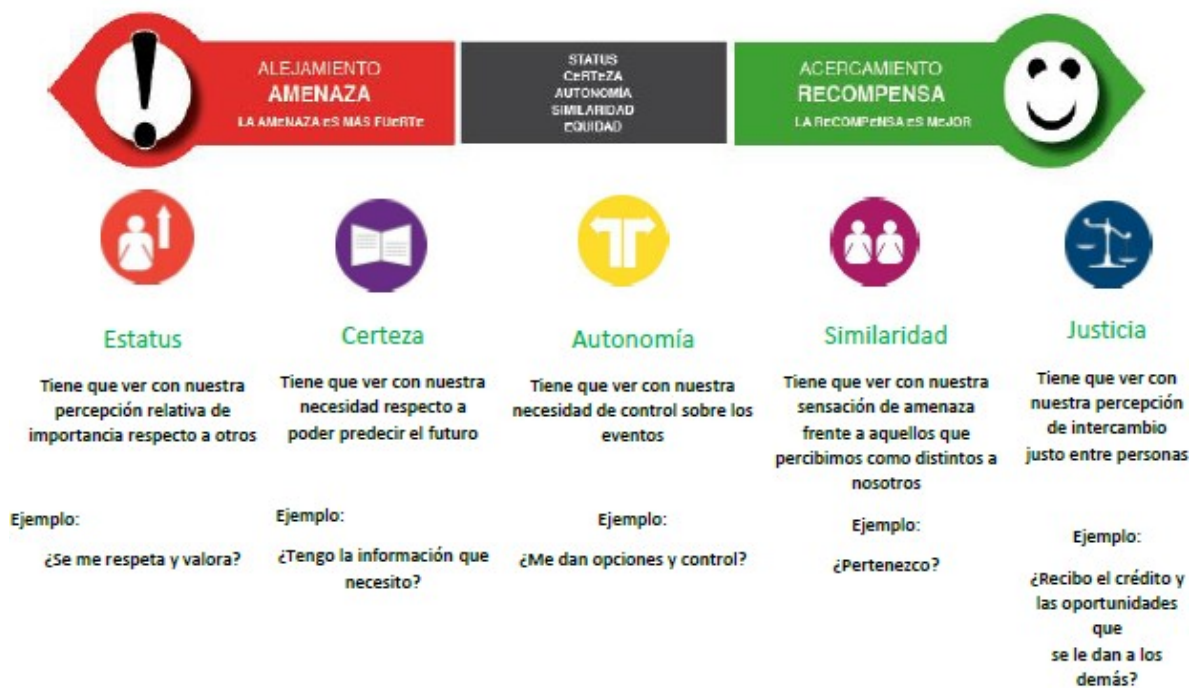 ALEJAMIENTO
AMENAZA
LA AMeNAZA eS MÁS FUeRTe
STATUS
CeRTeZA
AUTONOMÍA
SIMILARIDAD
eQUIDAD
ACERCAMIENTO
RECOMPENSA
LA ReCOMPeNSA eS MeJOR
Estatus
Tiene que ver con nuestra
percepción relativa de
importancia respecto a otros
Ejemplo:
¿Se me respeta y valora?
Certeza
Tiene que ver con nuestra
necesidad respecto a
poder predecir el futuro
Ejemplo:
¿Tengo la información que
necesito?
Autonomía
Tiene que ver con nuestra
necesidad de control sobre los
eventos
Ejemplo:
¿Me dan opciones y control?
Similaridad
Tiene que ver con nuestra
sensación de amenaza
frente a aquellos que
percibimos como distintos a
nosotros
Ejemplo:
¿Pertenezco?
Justicia
Tiene que ver con
nuestra percepción
de intercambio
justo entre personas
Ejemplo:
¿Recibo el crédito y
las oportunidades
que
se le dan a los
demás?